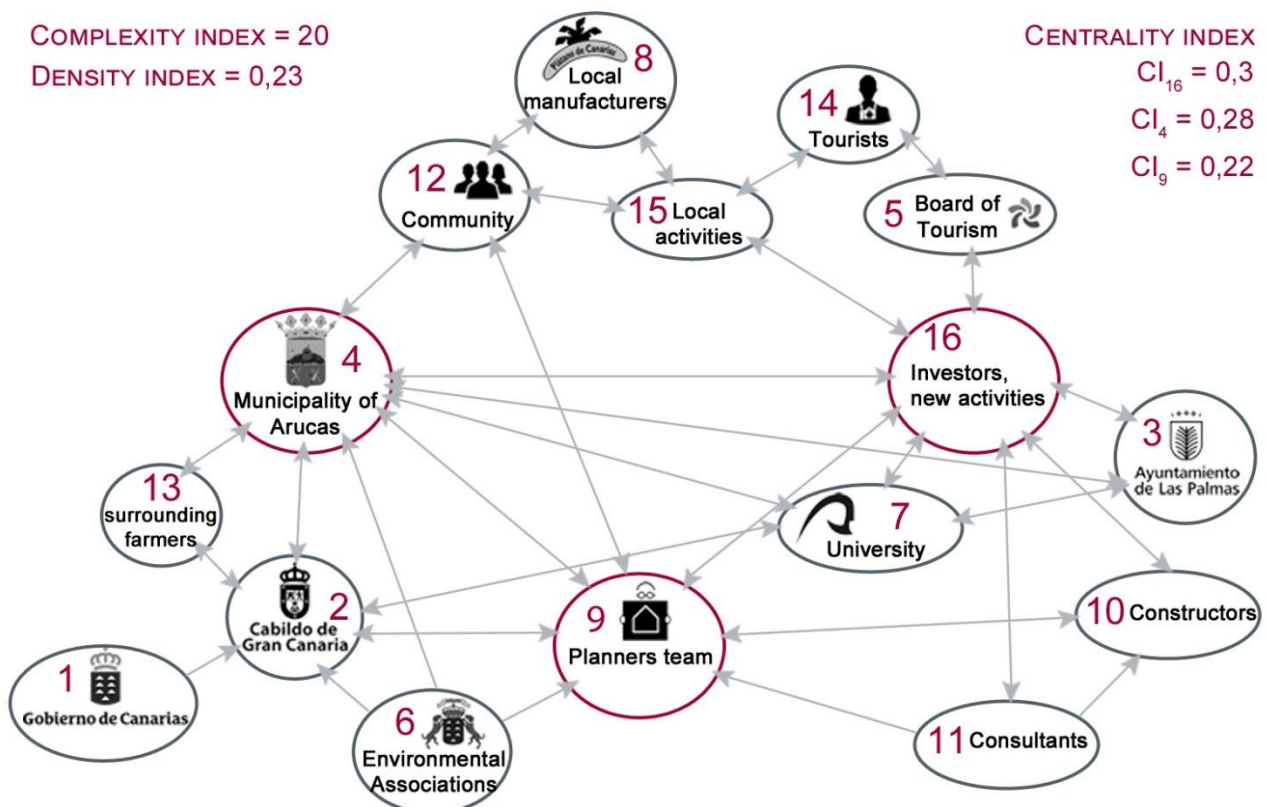 COMPLEXITY INDEX = 20
DENSITY INDEX = 0,23
CENTRALITY INDEX
CI16 = 0,3
CI4 = 0,28
CI9 = 0,22
Plátano de Canarias
8
Local
manufacturers
14
Tourists
12
Community
15 Local
activities
5 Board of
Tourism
4
Municipality of
Arucas
16
Investors,
new activities
3
Ayuntamiento
de Las Palmas
13
surrounding
farmers
7
University
2
Cabildo de
Gran Canaria
9
Planners team
10 Constructors
1
Gobierno de Canarias
6
Environmental
Associations
11 Consultants